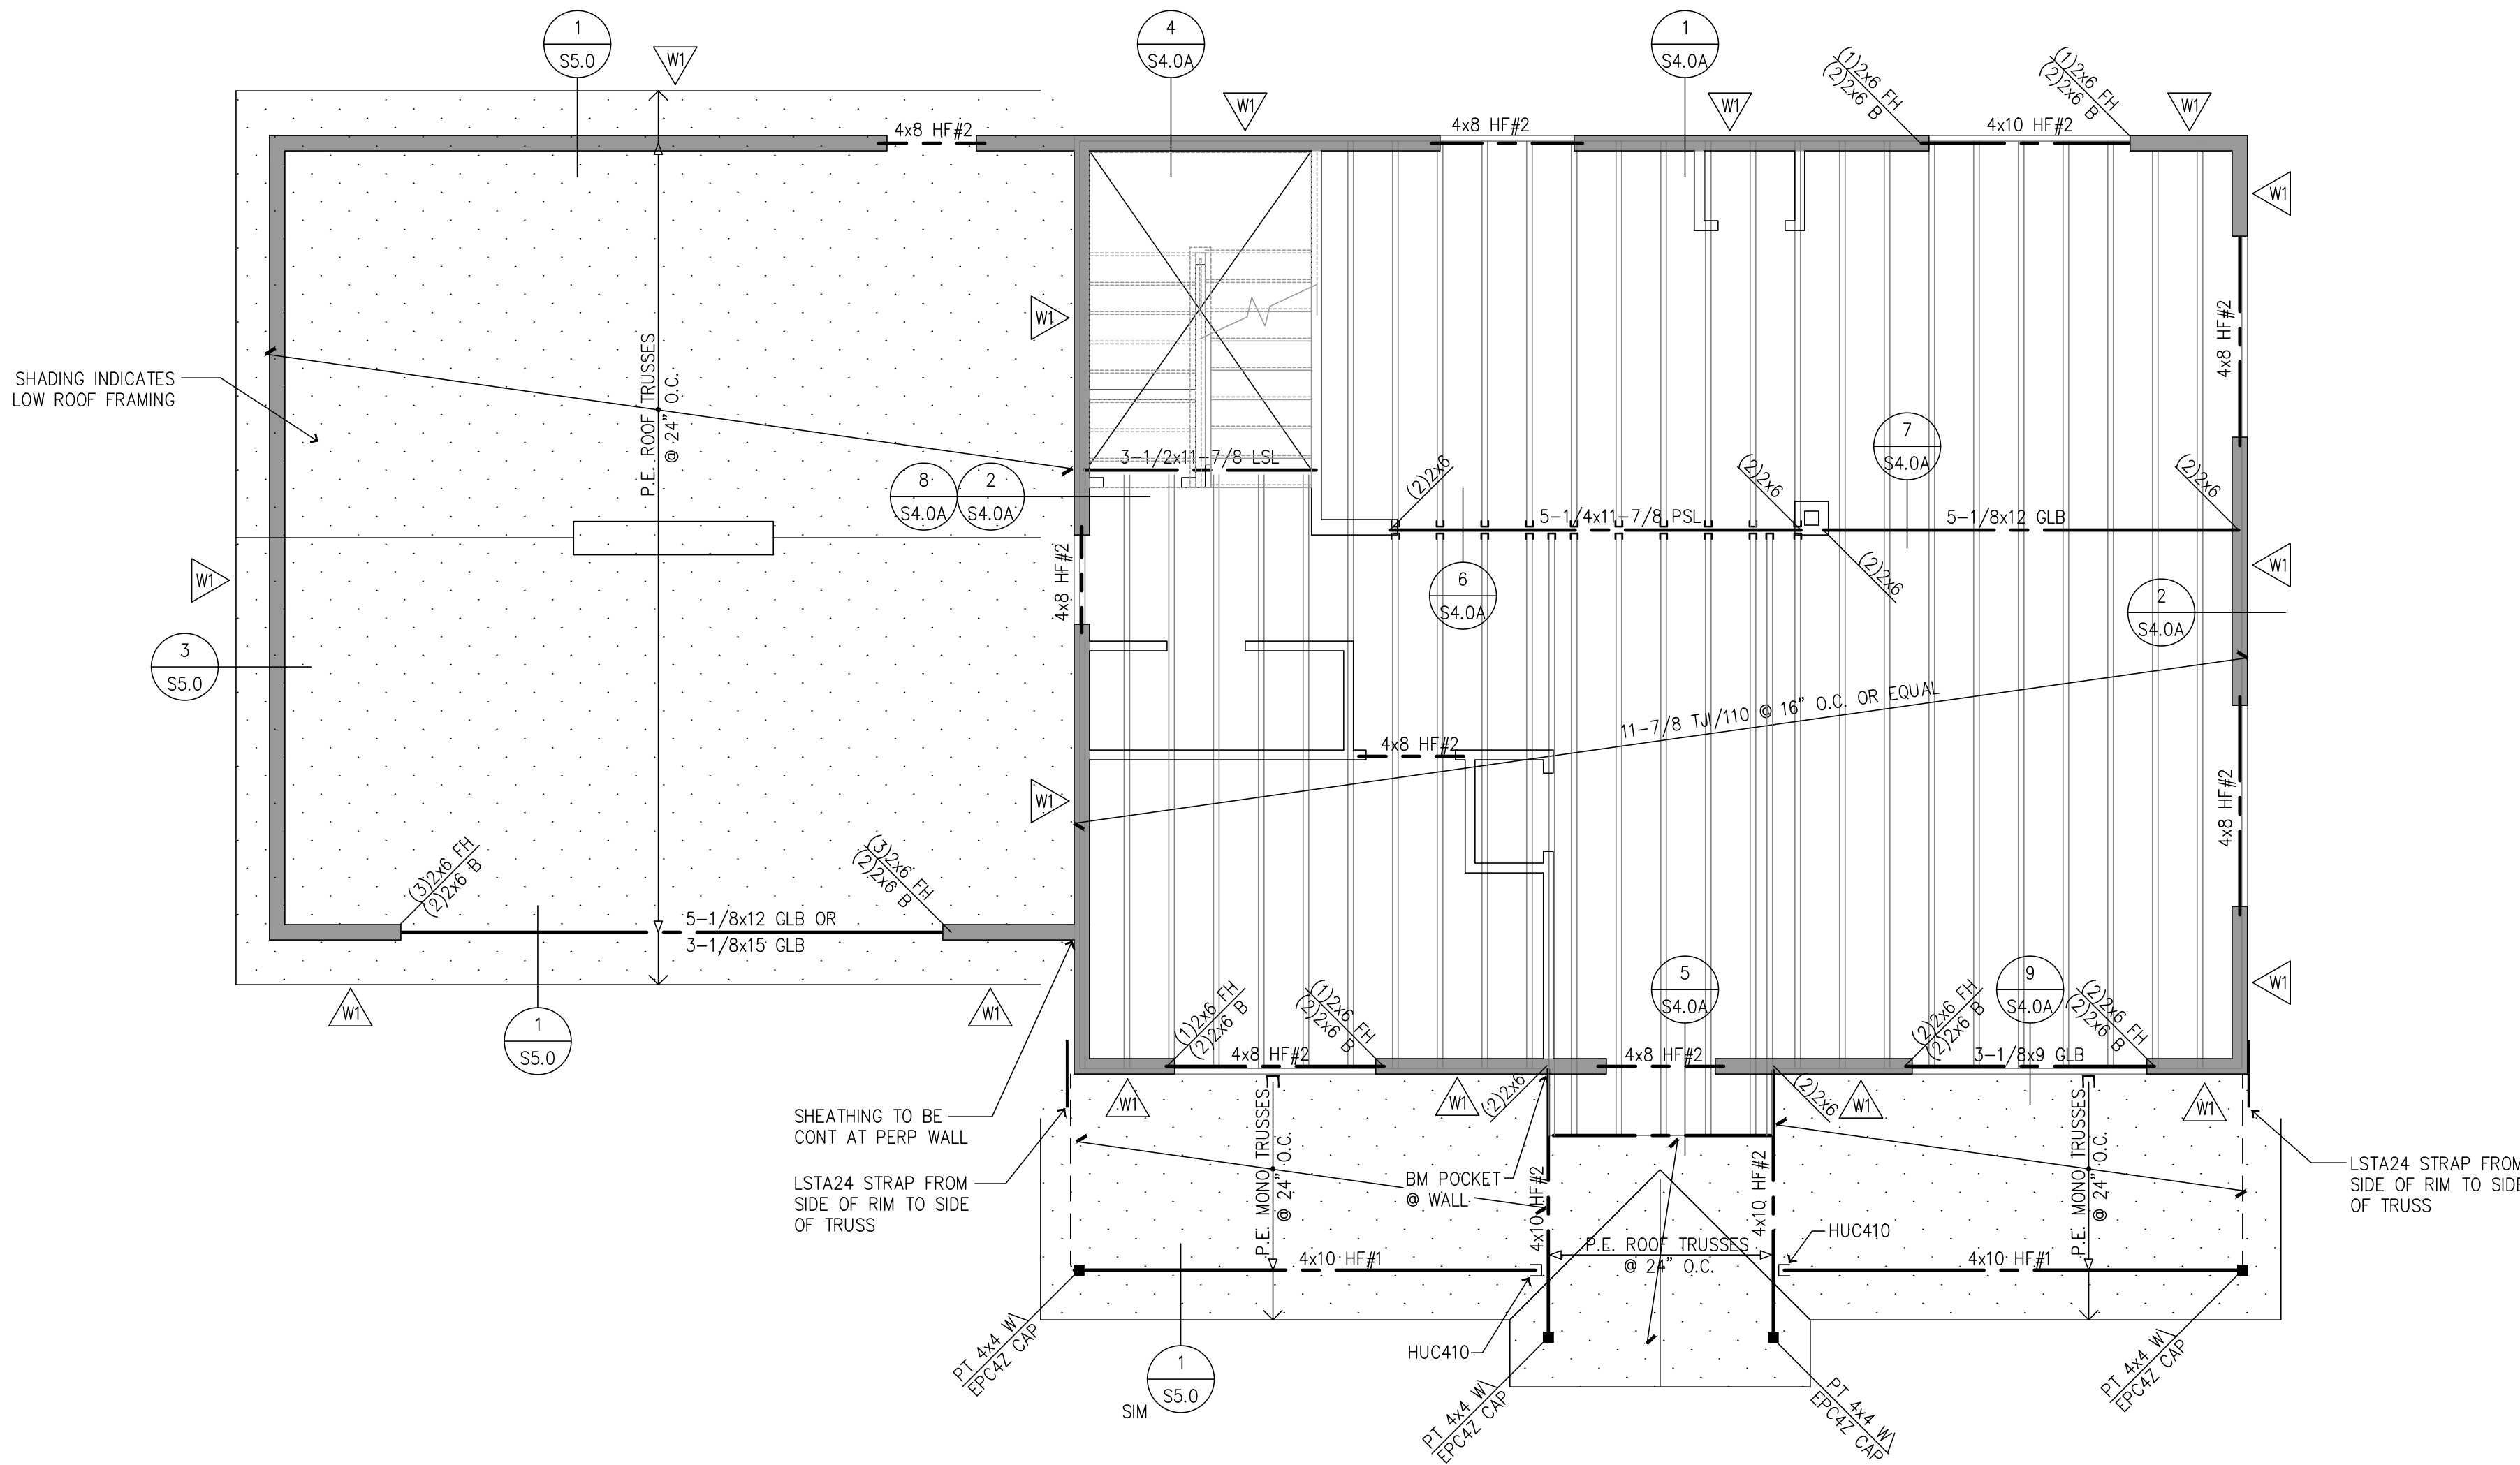 1
S5.0
W1
4
S4.0A
1
S4.0A
(1)2x6 FH
(2)2x6 B
(1)2x6 FH
(2)2x6 B
W1
W1
W1
4x8 HF#2
4x8 HF#2
4x10 HF#2
W1
W1
4x8 HF#2
SHADING INDICATES
LOW ROOF FRAMING
P.E. ROOF TRUSSES
@ 24" O.C.
3-1/2x11-7/8 LSL
8
S4.0A
2
S4.0A
(2)2x6
(2)2x6
7
S4.0A
(2)2x6
5-1/4x11-7/8 PSL
5-1/8x12 GLB
W1
4x8 HF#2
6
S4.0A
(2)2x6
W1
2
S4.0A
3
S5.0
11-7/8 TJI/110 @ 16" O.C. OR EQUAL
4x8 HF#2
W1
4x8 HF#2
(3)2x6 FH
(2)2x6 B
(3)2x6 FH
(2)2x6 B
5-1/8x12 GLB OR
3-1/8x15 GLB
W1
W1
W1
1
S5.0
(1)2x6 FH
(2)2x6 B
(1)2x6 FH
(2)2x6 B
5
S4.0A
(2)2x6 FH
(2)2x6 B
9
S4.0A
(2)2x6 FH
(2)2x6 B
4x8 HF#2
4x8 HF#2
3-1/8x9 GLB
W1
W1
(2)2x6
(2)2x6
W1
W1
SHEATHING TO BE
CONT AT PERP WALL
LSTA24 STRAP FROM
SIDE OF RIM TO SIDE
OF TRUSS
P.E. MONO TRUSSES
@ 24" O.C.
BM POCKET
@ WALL
4x10 HF#2
4x10 HF#2
P.E. MONO TRUSSES
@ 24" O.C.
LSTA24 STRAP FROM
SIDE OF RIM TO SIDE
OF TRUSS
HUC410
P.E. ROOF TRUSSES
@ 24" O.C.
4x10 HF#1
4x10 HF#1
HUC410
PT 4x4 W\
EPC4Z CAP
1
S5.0
SIM
PT 4x4 W\
EPC4Z CAP
PT 4x4 W\
EPC4Z CAP
PT 4x4 W\
EPC4Z CAP